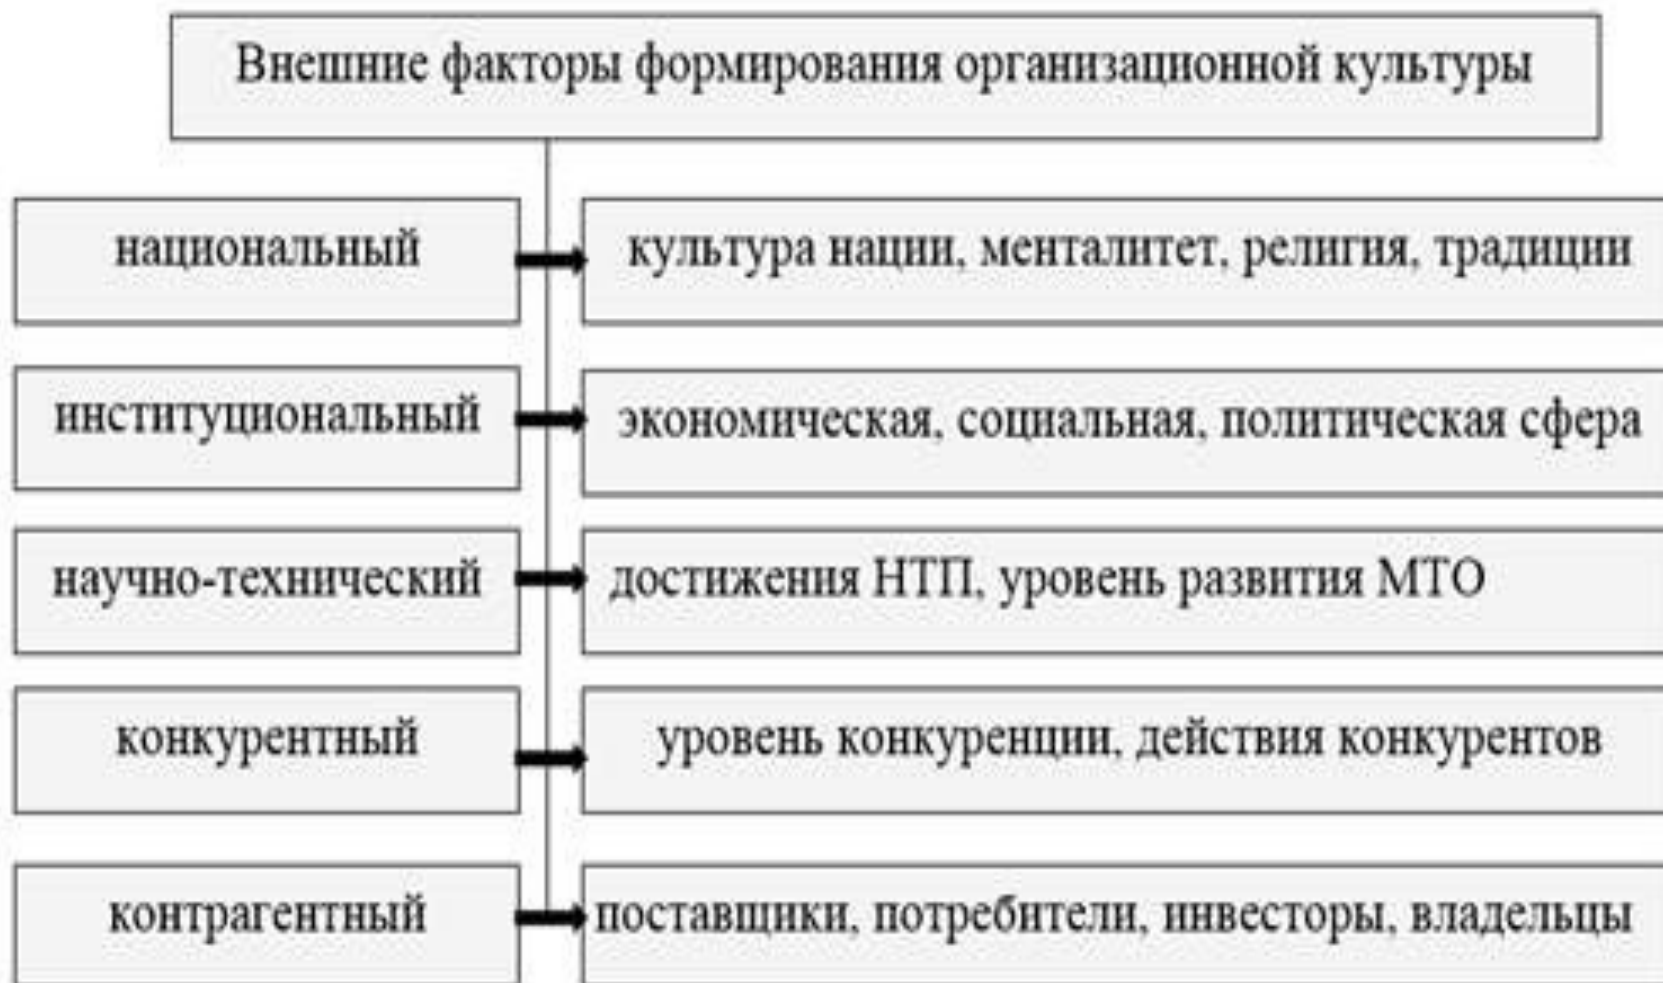 Внешние факторы формирования организационной культуры
национальный
культура нации, менталитет, религия, традиции
институциональный
экономическая, социальная, политическая сфера
научно-технический
достижения НТП, уровень развития МТО
конкурентный
уровень конкуренции, действия конкурентов
контрагентный
поставщики, потребители, инвесторы, владельцы